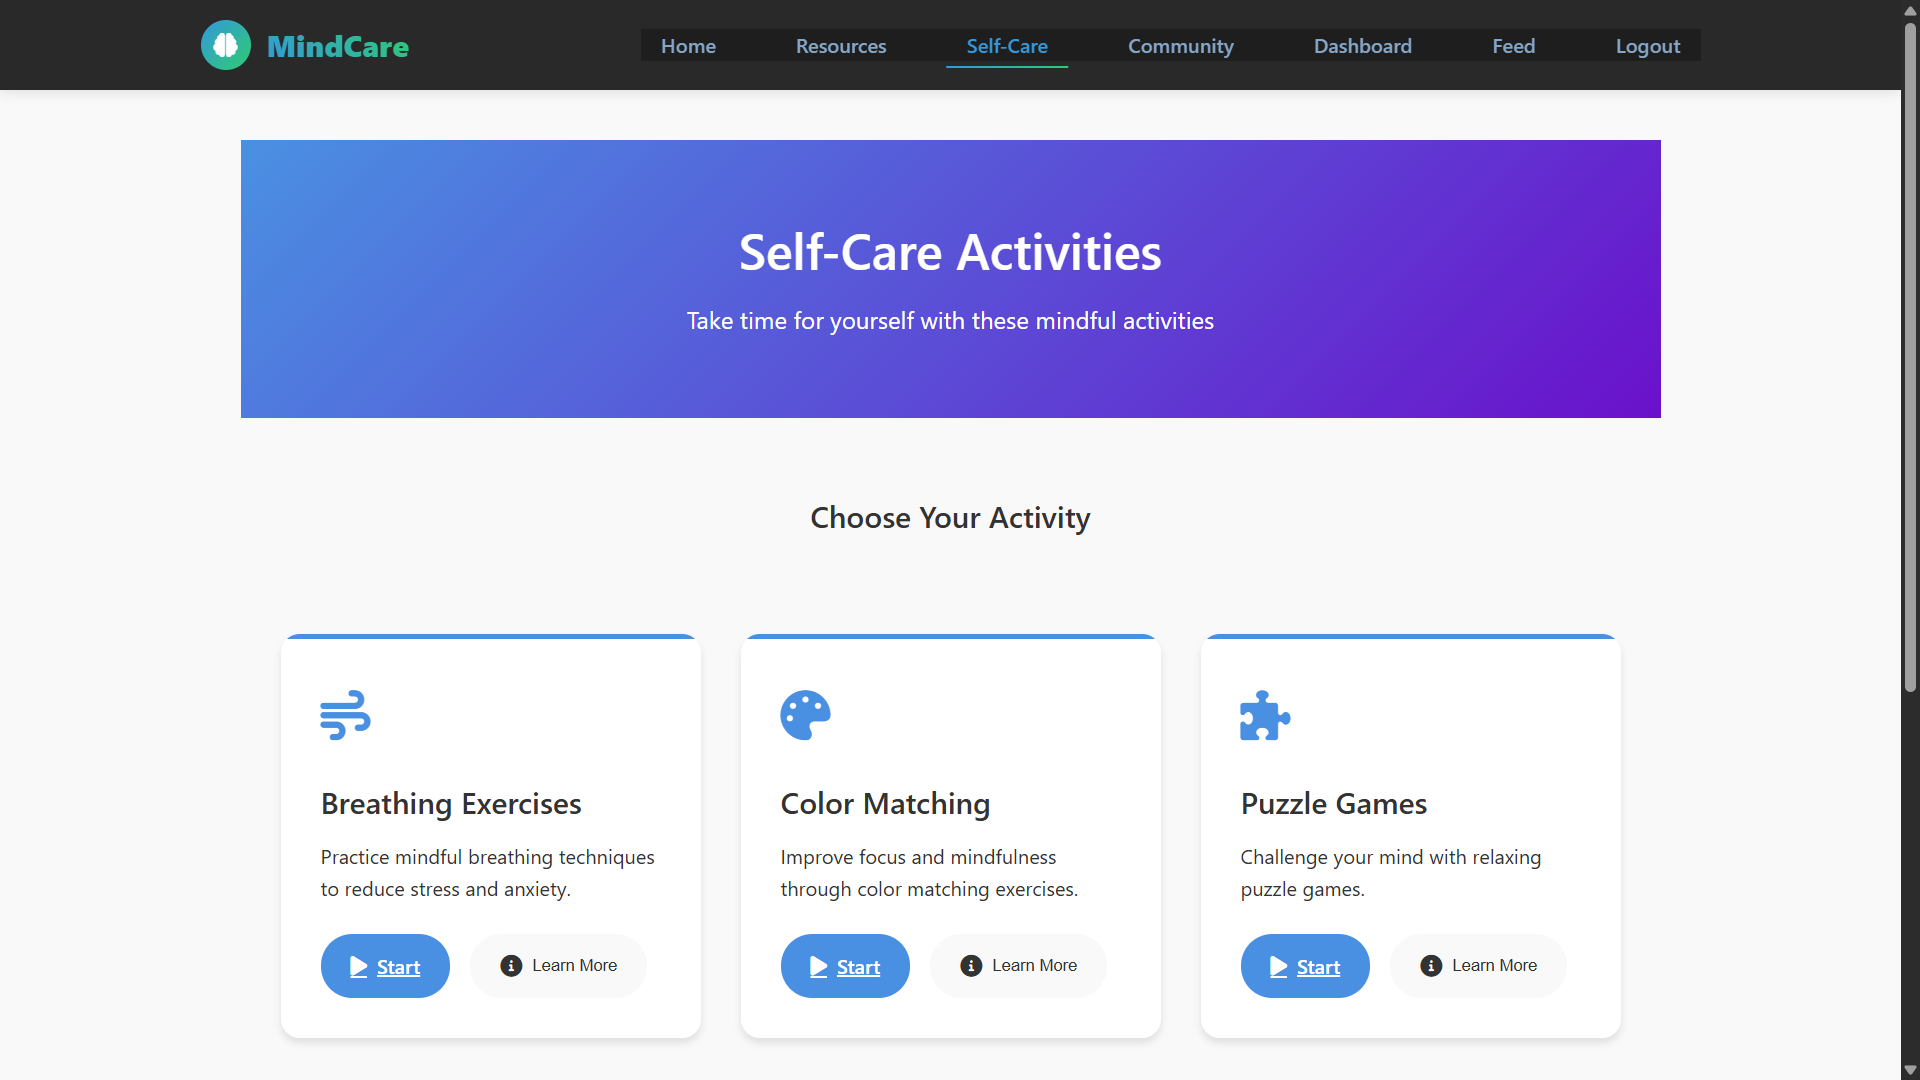 MindCare
Home Resources Self-Care Community Dashboard Feed Logout
Self-Care Activities
Take time for yourself with these mindful activities
Choose Your Activity
Breathing Exercises
Practice mindful breathing techniques
to reduce stress and anxiety.
Start Learn More
Color Matching
Improve focus and mindfulness
through color matching exercises.
Start Learn More
Puzzle Games
Challenge your mind with relaxing
puzzle games.
Start Learn More